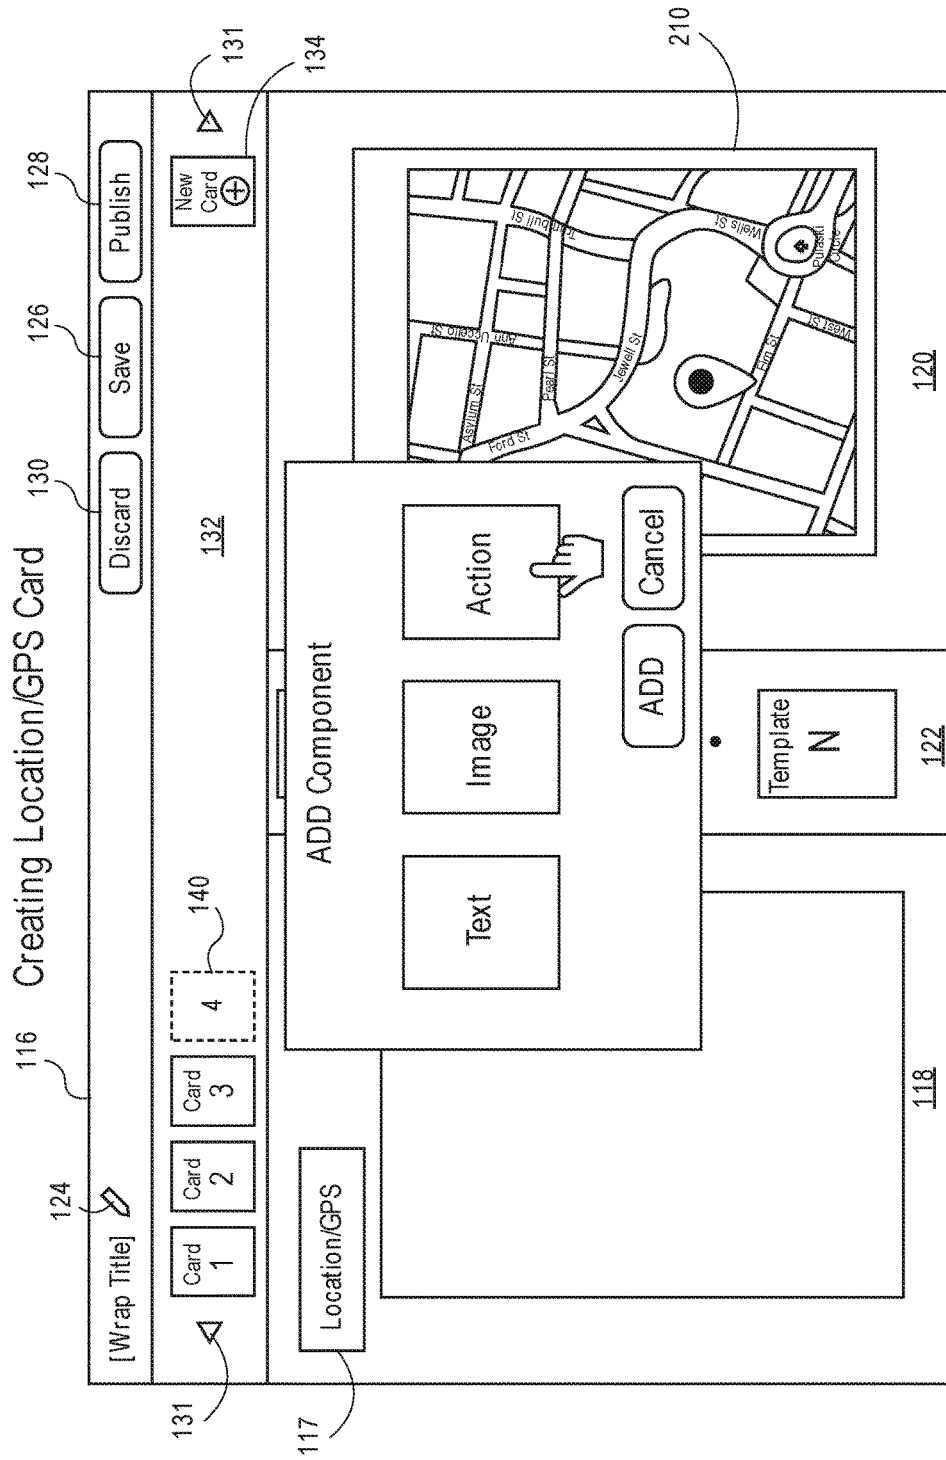 Creating Location/GPS Card
116
124
130
126
128
[Wrap Title]
Discard
Save
Publish
131
131
134
Card
1
Card
2
Card
3
4
140
132
New
Card
117
Location/GPS
ADD Component
Text
Image
Action
ADD
Cancel
Template
N
210
Asylum St
Ann Uccello St
Trumbull St
Pearl St
Ford St
Jewell St
Wells St
Elm St
West St
Pulaski
Circle
118
122
120